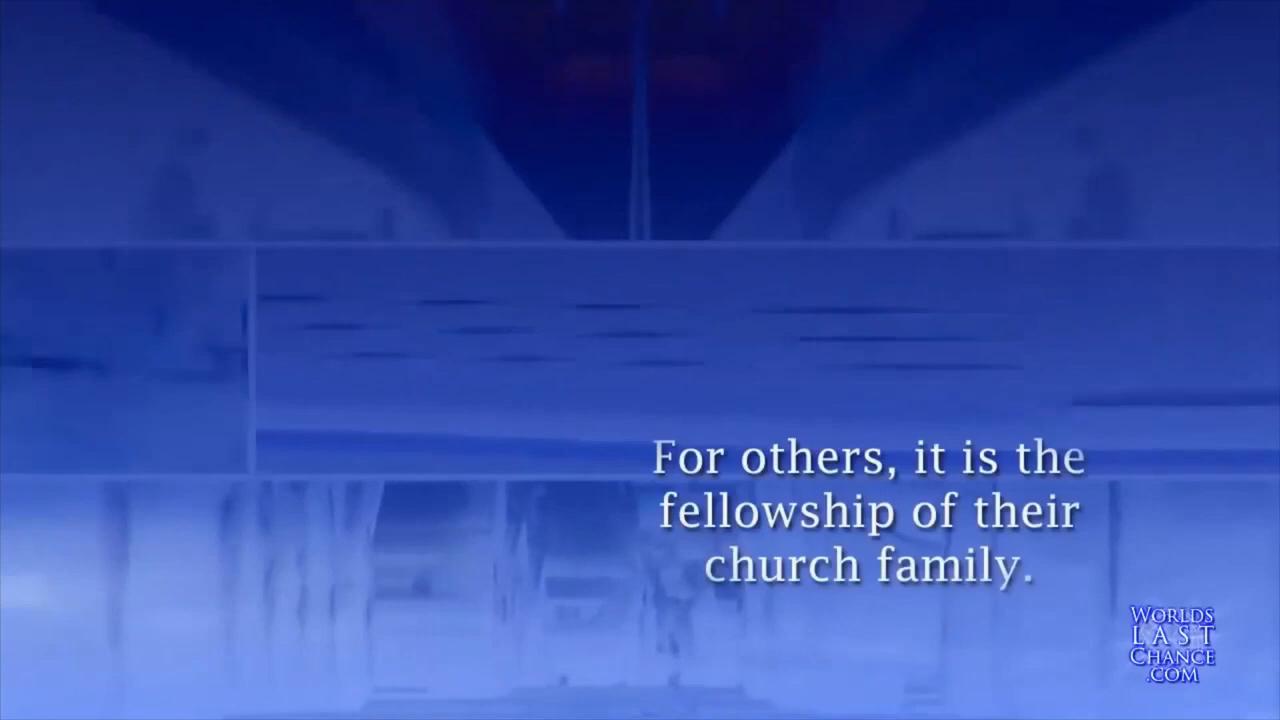 For others, it is the
fellowship of their
church family.
WORLDS
LAST
CHANCE
.COM